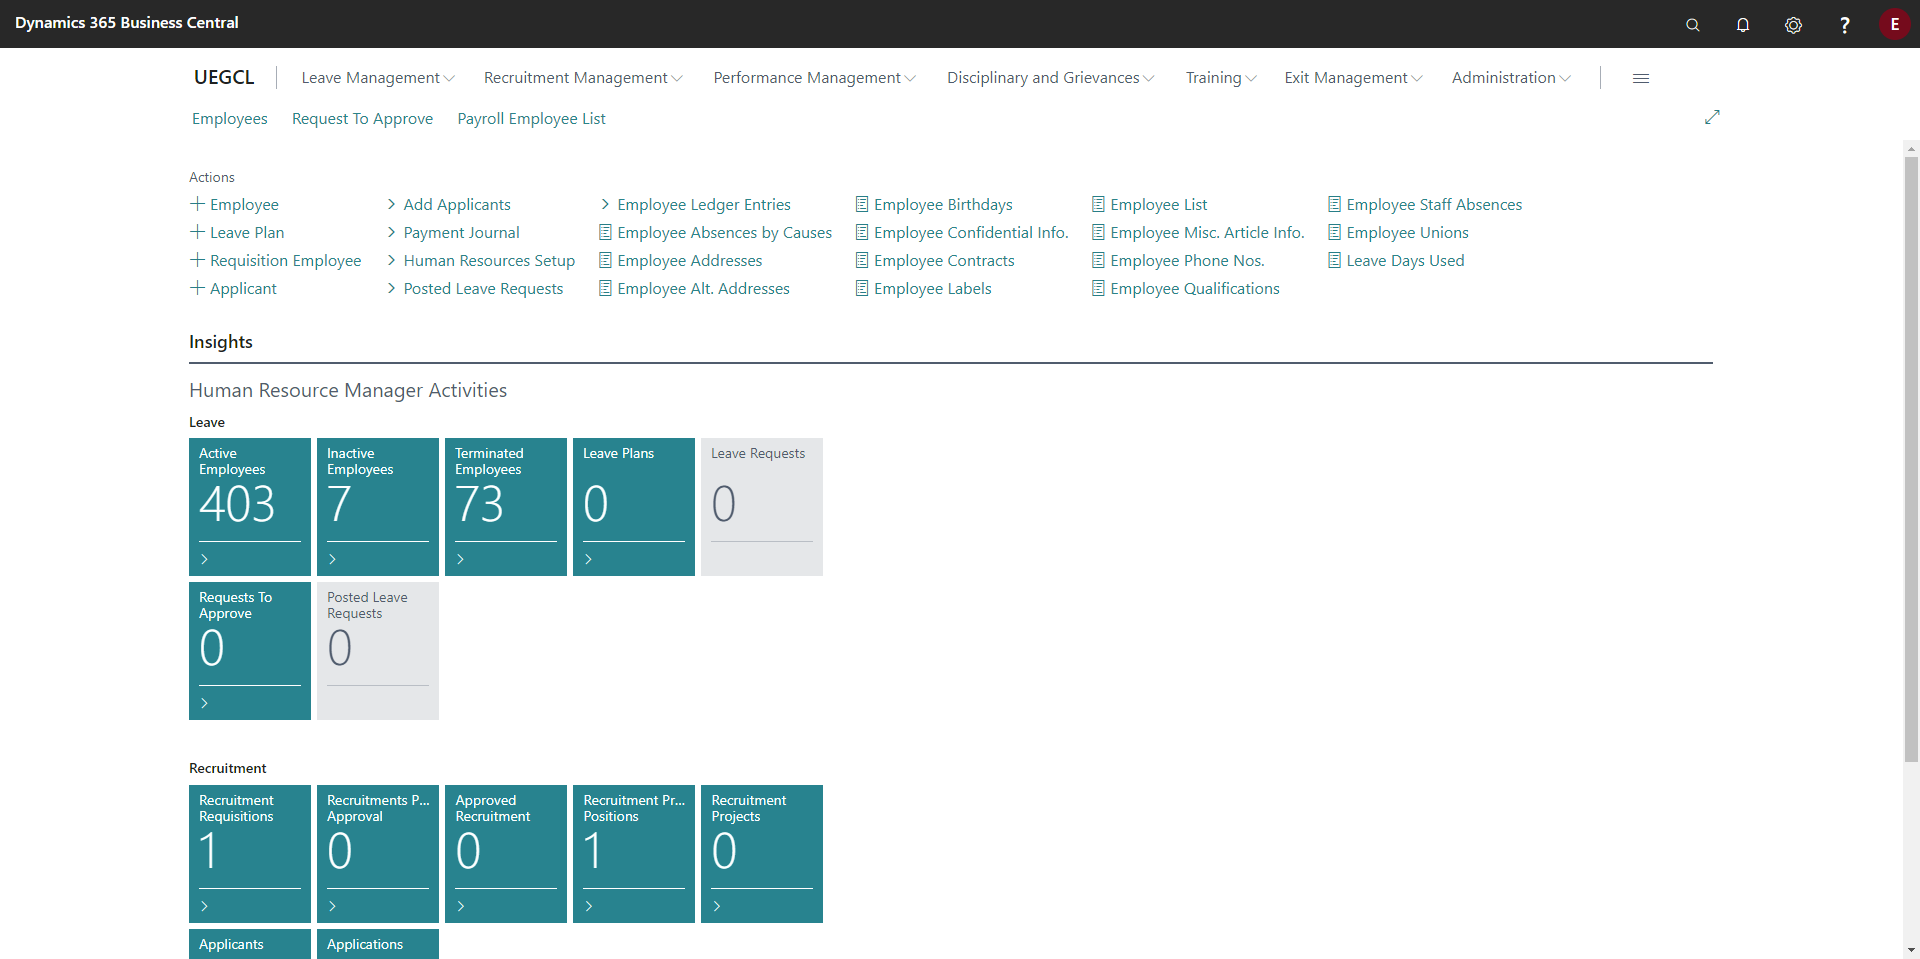 Dynamics 365 Business Central
E
UEGCL
Leave Management Recruitment Management Performance Management Disciplinary and Grievances Training Exit Management Administration
Employees Request To Approve Payroll Employee List
Actions
Employee Add Applicants Employee Ledger Entries Employee Birthdays Employee List Employee Staff Absences
Leave Plan Payment Journal Employee Absences by Causes Employee Confidential Info. Employee Misc. Article Info. Employee Unions
Requisition Employee Human Resources Setup Employee Addresses Employee Contracts Employee Phone Nos. Leave Days Used
Applicant Posted Leave Requests Employee Alt. Addresses Employee Labels Employee Qualifications
Insights
Human Resource Manager Activities
Leave
Active
Employees
403
Inactive
Employees
7
Terminated
Employees
73
Leave Plans
0
Leave Requests
0
Requests To
Approve
0
Posted Leave
Requests
0
Recruitment
Recruitment
Requisitions
1
Recruitments P...
Approval
0
Approved
Recruitment
0
Recruitment Pr...
Positions
1
Recruitment
Projects
0
Applicants
Applications